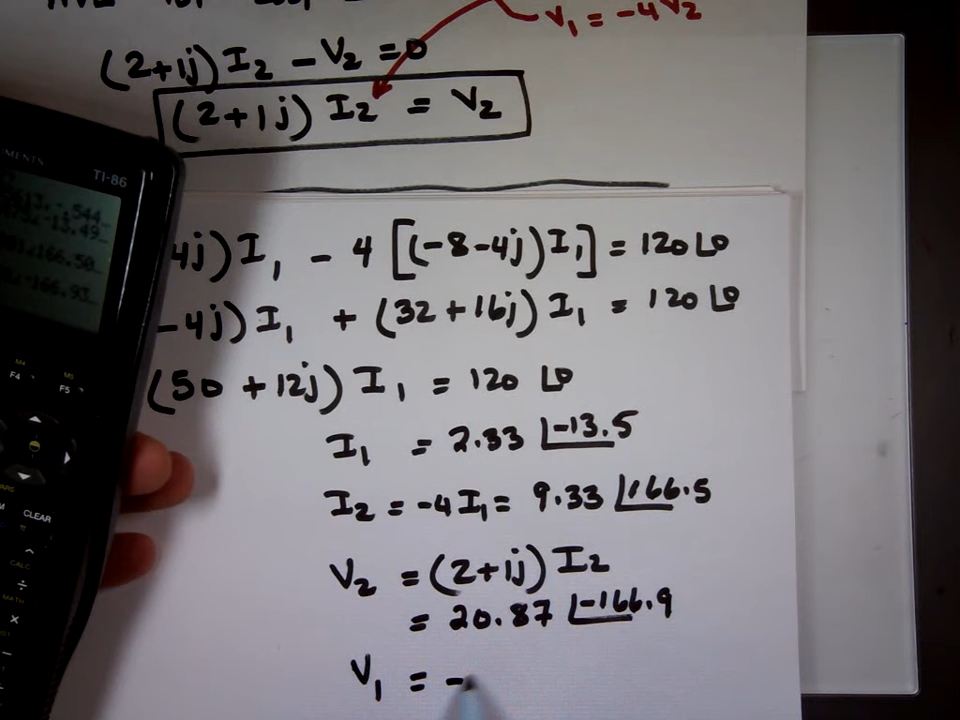 V₁ = -4V₂
(2+1j)I₂ - V₂ = 0
(2+1j) I₂ = V₂
TI-86
4j)I₁ - 4[(-8-4j)I₁] = 120∠0
-4j)I₁ + (32+16j)I₁ = 120∠0
(50+12j)I₁ = 120∠0
I₁ = 2.33∠-13.5
I₂ = -4I₁ = 9.33∠166.5
V₂ = (2+1j)I₂
= 20.87∠-166.9
V₁ = -
F4
F5
CLEAR